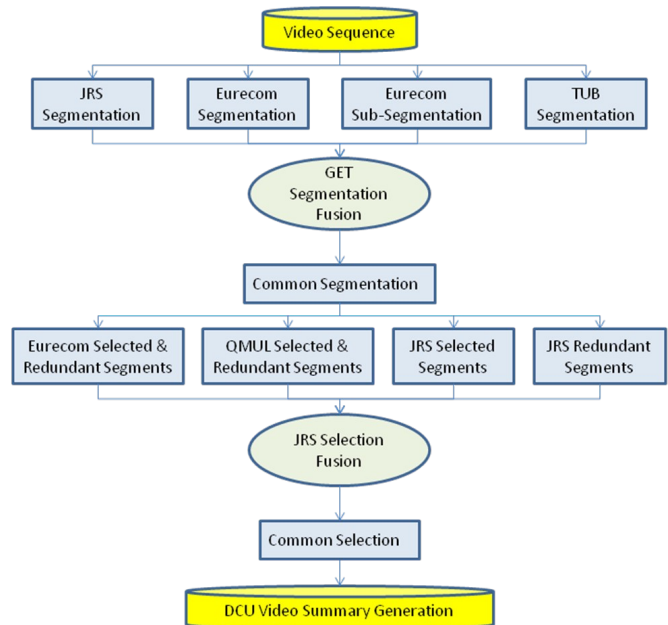 Video Sequence
JRS
Segmentation
Eurecom
Segmentation
Eurecom
Sub-Segmentation
TUB
Segmentation
GET
Segmentation
Fusion
Common Segmentation
Eurecom Selected &
Redundant Segments
QMUL Selected &
Redundant Segments
JRS Selected
Segments
JRS Redundant
Segments
JRS Selection
Fusion
Common Selection
DCU Video Summary Generation